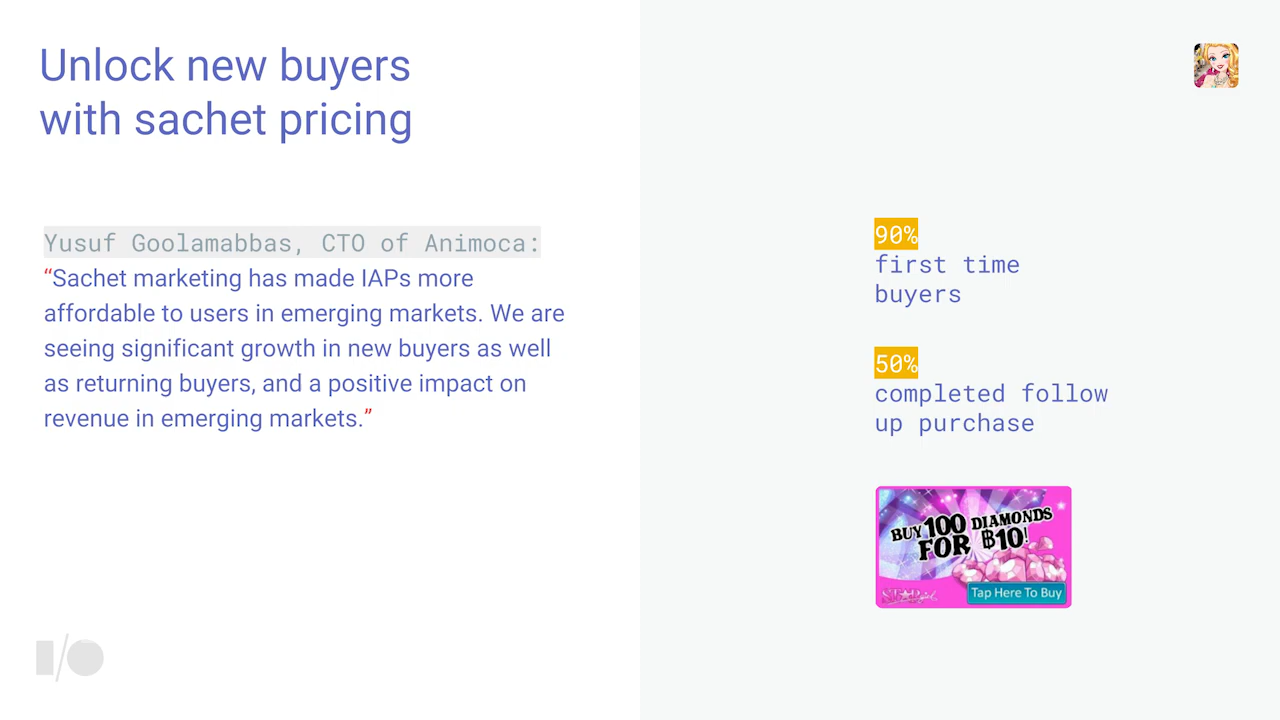 Unlock new buyers
with sachet pricing
Yusuf Goolamabbas, CTO of Animoca:
“Sachet marketing has made IAPs more
affordable to users in emerging markets. We are
seeing significant growth in new buyers as well
as returning buyers, and a positive impact on
revenue in emerging markets.”
90%
first time
buyers
50%
completed follow
up purchase
BUY 100 DIAMONDS
FOR ฿10!
Tap Here To Buy
I/O